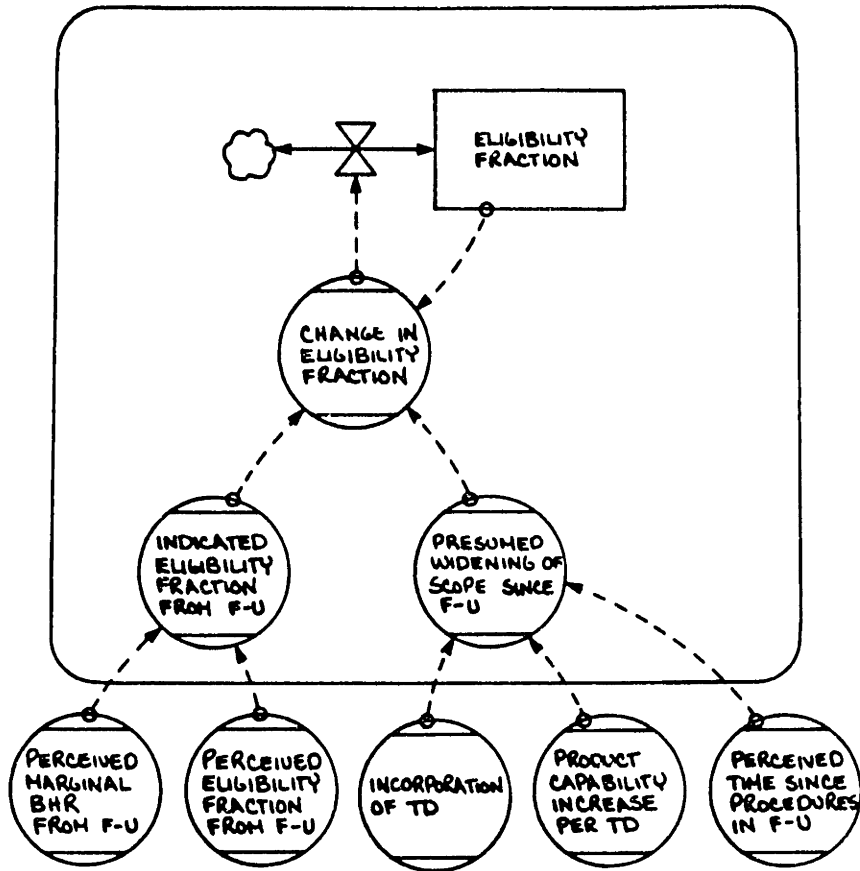 ELIGIBILITY
FRACTION
CHANGE IN
ELIGIBILITY
FRACTION
INDICATED
ELIGIBILITY
FRACTION
FROM F-U
PRESUMED
WIDENING OF
SCOPE SINCE
F-U
PERCEIVED
MARGINAL
BHR
FROM F-U
PERCEIVED
ELIGIBILITY
FRACTION
FROM F-U
INCORPORATION
OF TD
PRODUCT
CAPABILITY
INCREASE
PER TD
PERCEIVED
TIME SINCE
PROCEDURES
IN F-U